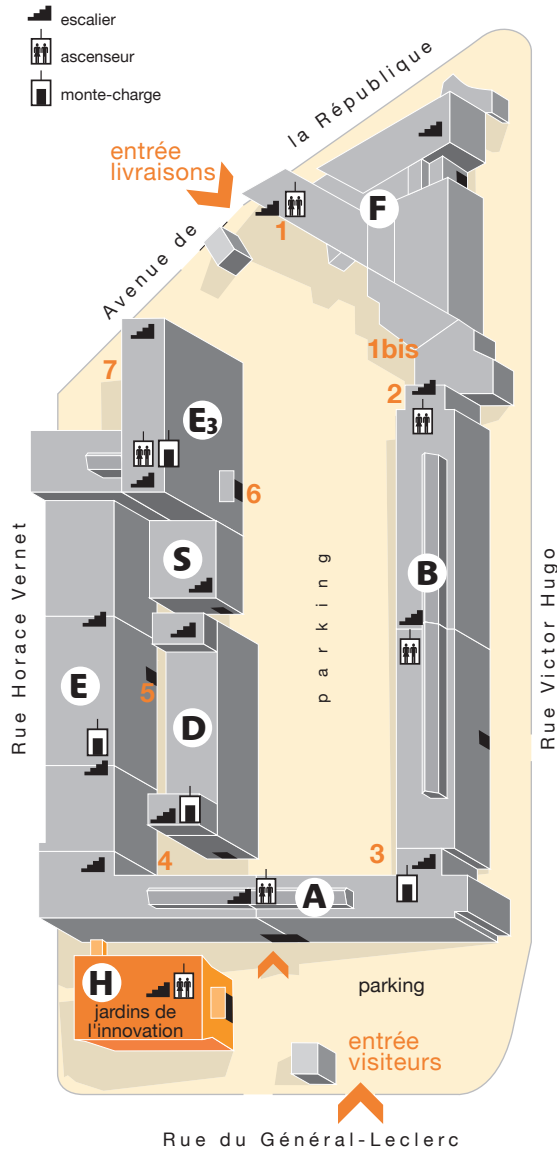 escalier
ascenseur
monte-charge
Avenue de la République
entrée
livraisons
F
1
1bis
2
7
E3
6
S
B
parking
Rue Horace Vernet
Rue Victor Hugo
E
5
D
4
3
A
H
jardins de
l'innovation
parking
entrée
visiteurs
Rue du Général-Leclerc